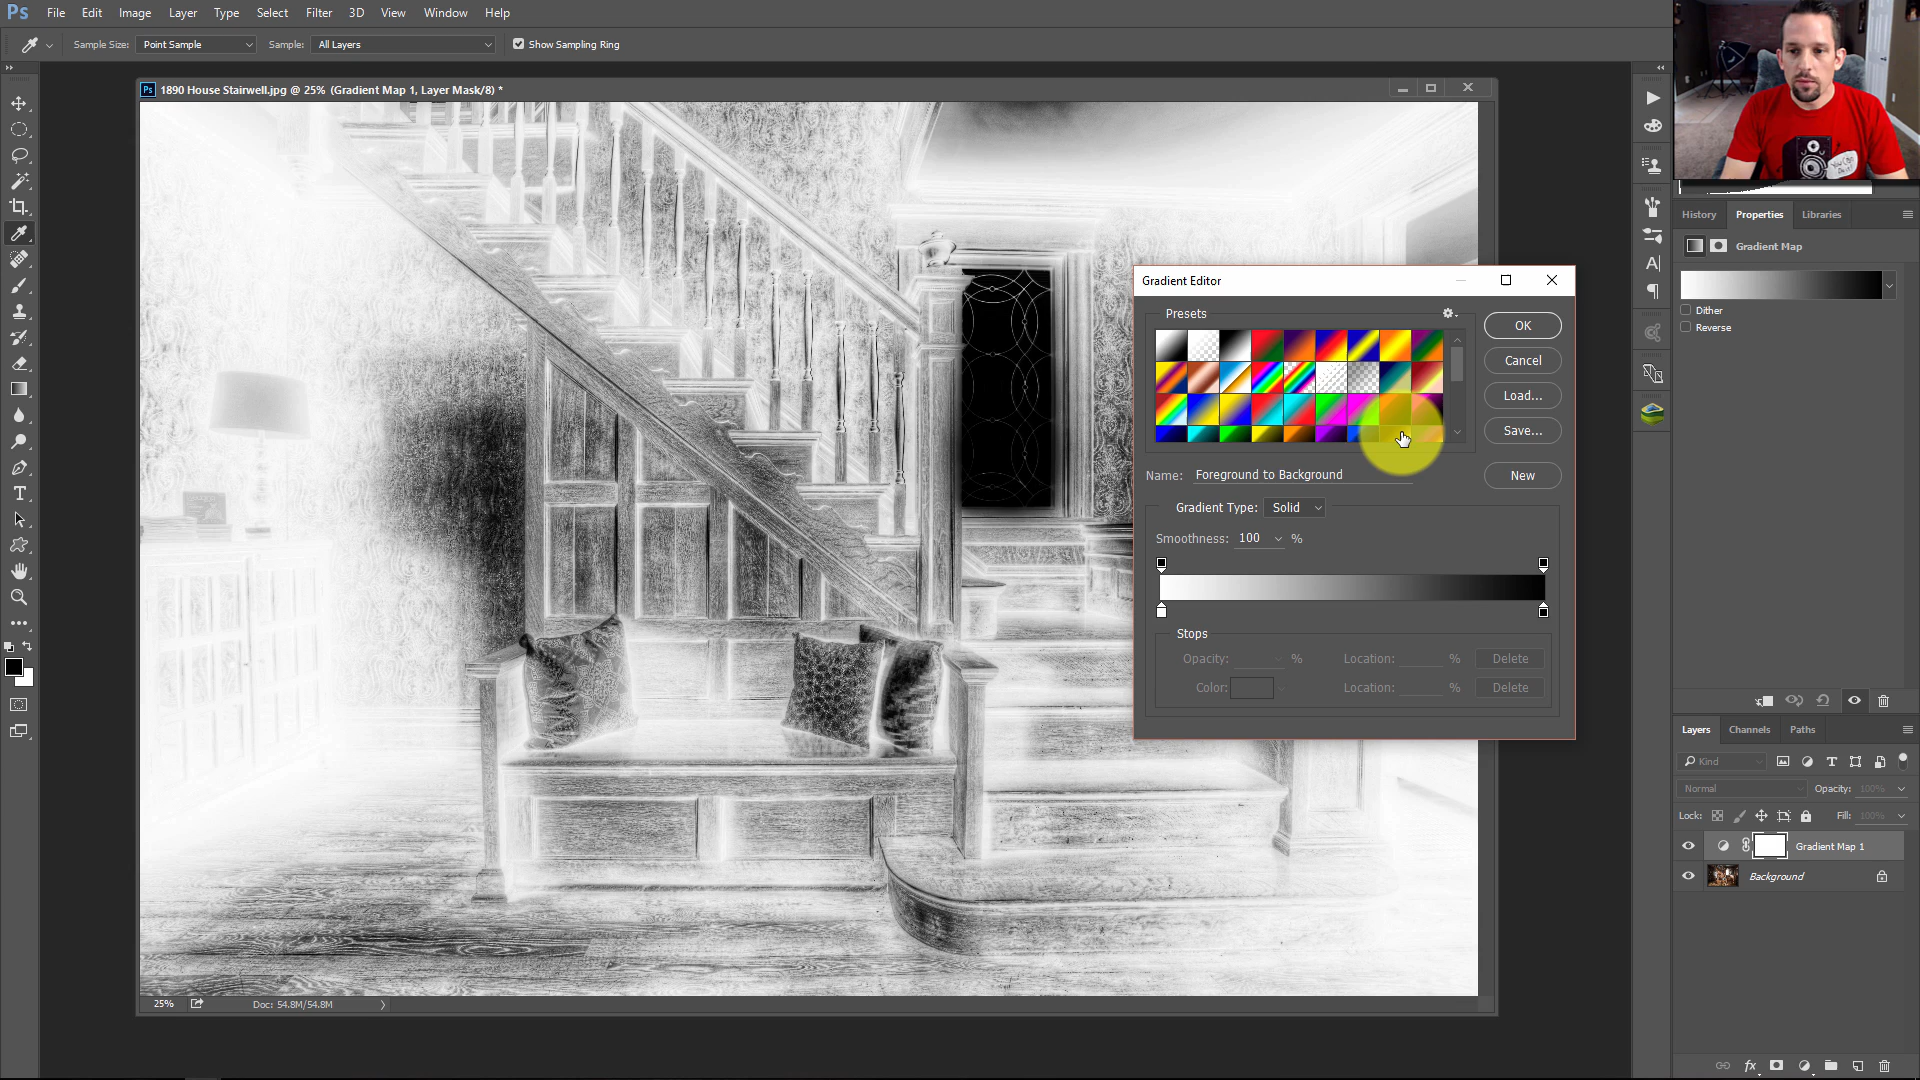 Ps File Edit Image Layer Type Select Filter 3D View Window Help
Sample Size: Point Sample Sample: All Layers Show Sampling Ring
Ps 1890 House Stairwell.jpg @ 25% (Gradient Map 1, Layer Mask/8) *
History Properties Libraries
Gradient Map
Dither
Reverse
Gradient Editor
Presets
OK
Cancel
Load...
Save...
Name: Foreground to Background New
Gradient Type: Solid
Smoothness: 100 %
Stops
Opacity: % Location: % Delete
Color: Location: % Delete
Layers Channels Paths
Kind
Normal Opacity: 100%
Lock: Fill: 100%
Gradient Map 1
Background
25% Doc: 54.8M/54.8M
fx